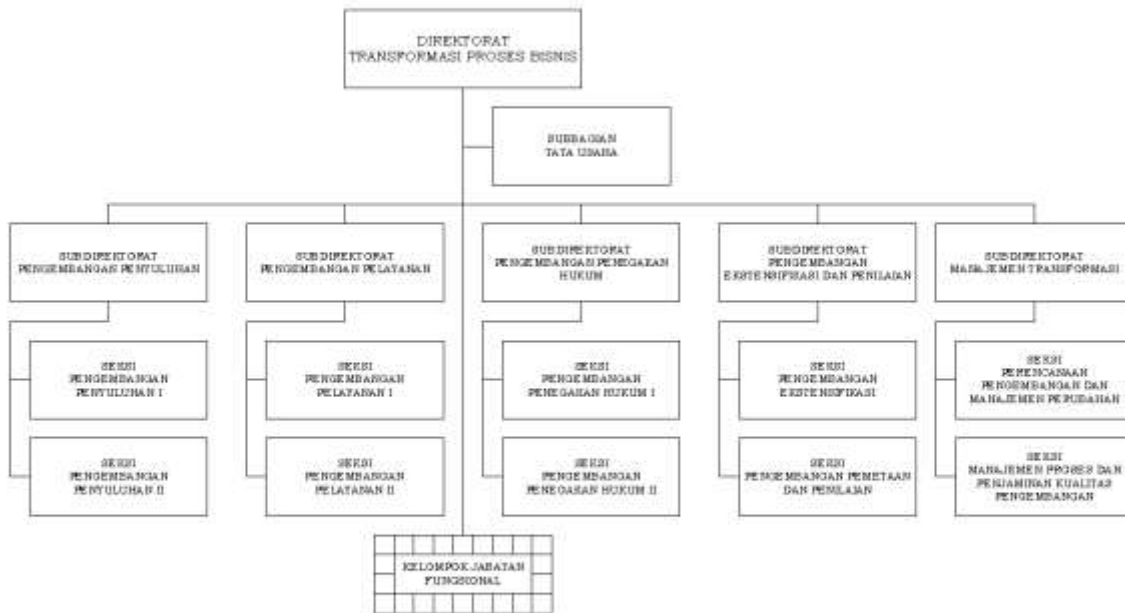 DIREKTORAT
TRANSFORMASI PROSES BISNIS
SUBBAGIAN
TATA USAHA
SUBDIREKTORAT
PENGEMBANGAN PENYULUHAN
SUBDIREKTORAT
PENGEMBANGAN PELAYANAN
SUBDIREKTORAT
PENGEMBANGAN PENEGAKAN
HUKUM
SUBDIREKTORAT
PENGEMBANGAN
EKSTENSIFIKASI DAN PENILAIAN
SUBDIREKTORAT
MANAJEMEN TRANSFORMASI
SEKSI
PENGEMBANGAN
PENYULUHAN I
SEKSI
PENGEMBANGAN
PELAYANAN I
SEKSI
PENGEMBANGAN
PENEGAKAN HUKUM I
SEKSI
PENGEMBANGAN
EKSTENSIFIKASI
SEKSI
PERENCANAAN
PENGEMBANGAN DAN
MANAJEMEN PERUBAHAN
SEKSI
PENGEMBANGAN
PENYULUHAN II
SEKSI
PENGEMBANGAN
PELAYANAN II
SEKSI
PENGEMBANGAN
PENEGAKAN HUKUM II
SEKSI
PENGEMBANGAN PEMETAAN
DAN PENILAIAN
SEKSI
MANAJEMEN PROSES DAN
PENJAMINAN KUALITAS
PENGEMBANGAN
KELOMPOK JABATAN
FUNGSIONAL